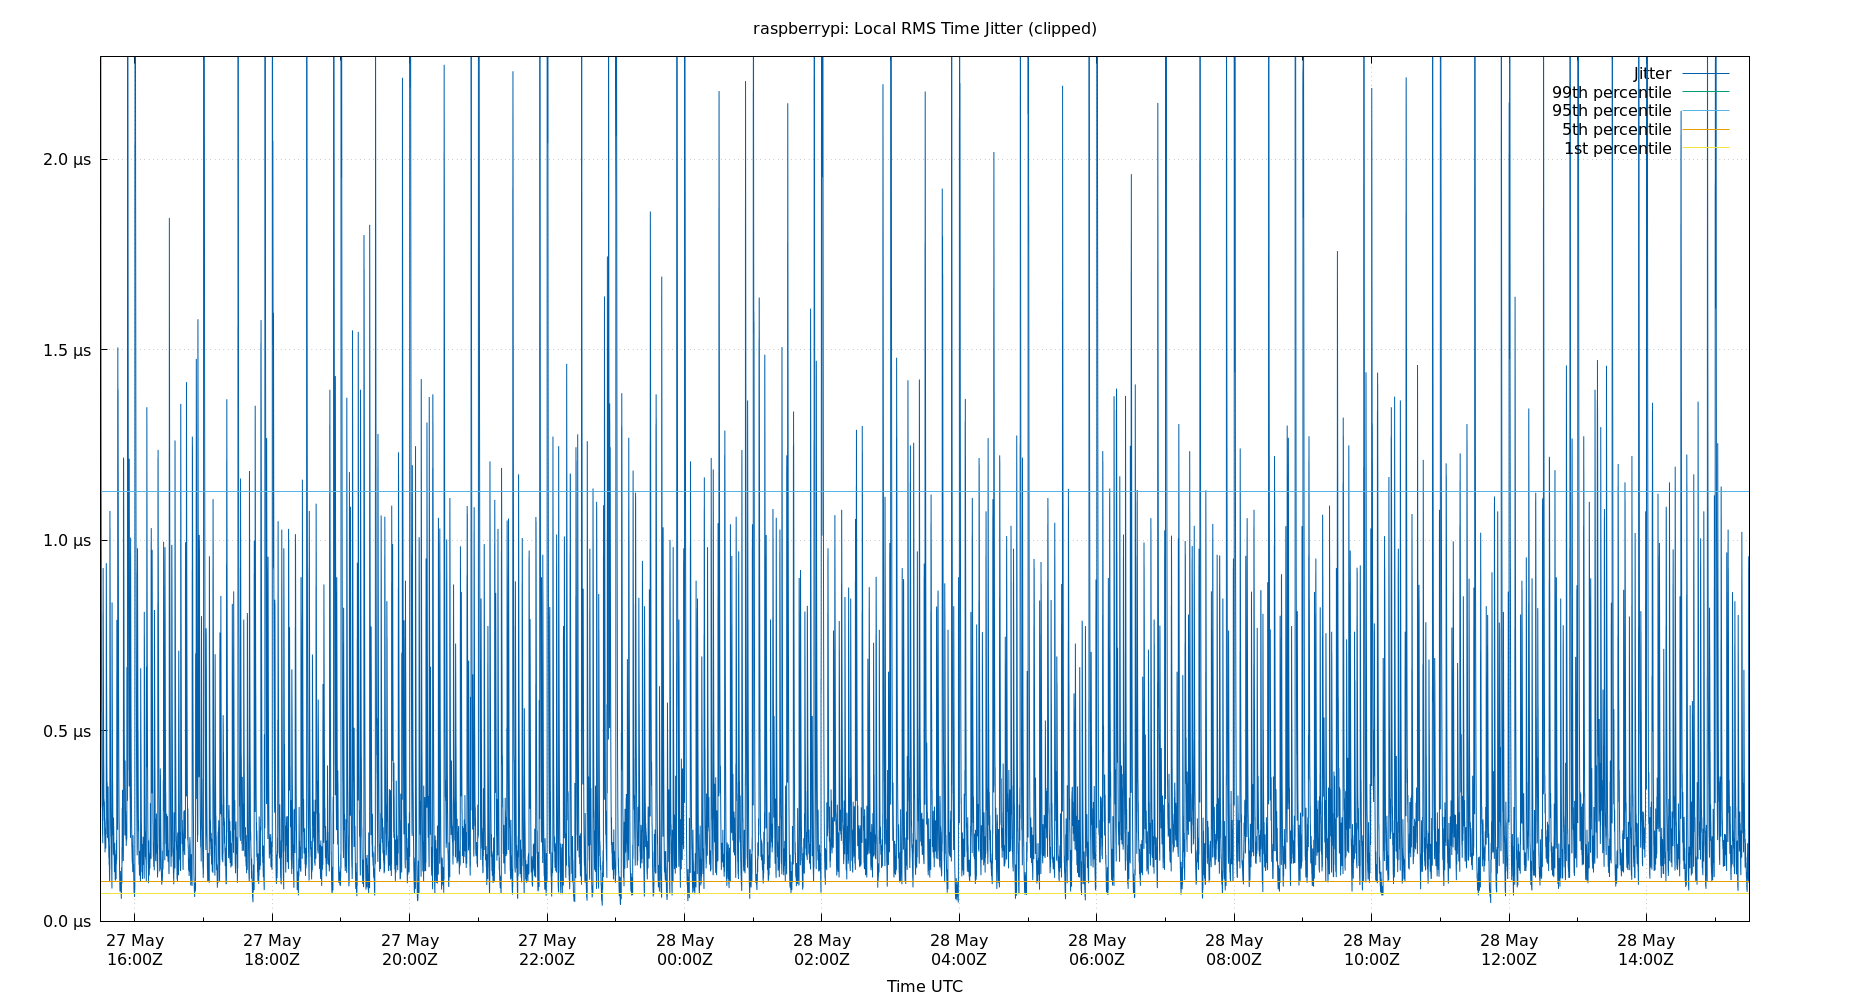 raspberrypi: Local RMS Time Jitter (clipped)
Jitter
99th percentile
95th percentile
5th percentile
1st percentile
2.0 µs
1.5 µs
1.0 µs
0.5 µs
0.0 µs
27 May 27 May 27 May 27 May 28 May 28 May 28 May 28 May 28 May 28 May 28 May 28 May
16:00Z 18:00Z 20:00Z 22:00Z 00:00Z 02:00Z 04:00Z 06:00Z 08:00Z 10:00Z 12:00Z 14:00Z
Time UTC